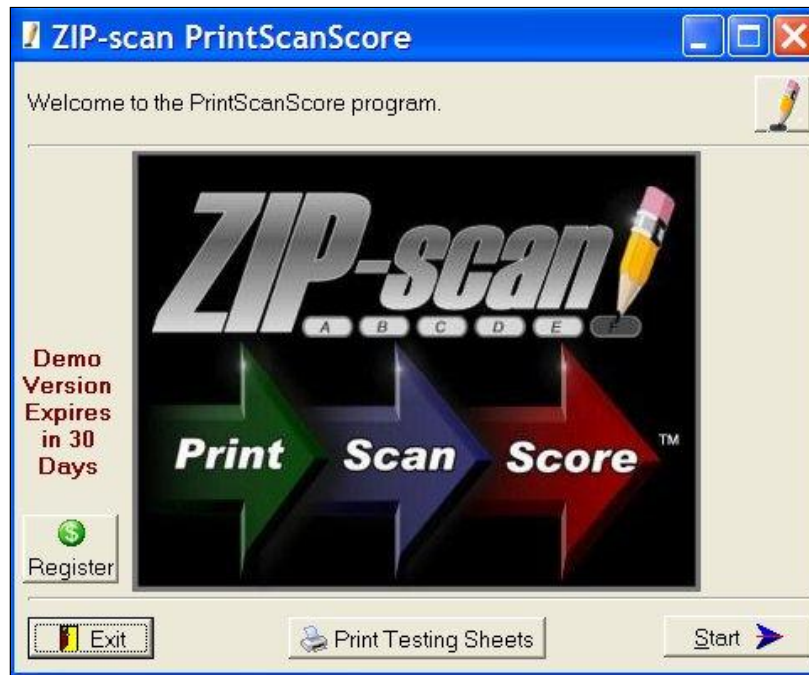 ZIP-scan PrintScanScore
Welcome to the PrintScanScore program.
ZIP-scan
A B C D E F
Demo
Version
Expires
in 30
Days
Print Scan Score ™
$
Register
Exit
Print Testing Sheets
Start